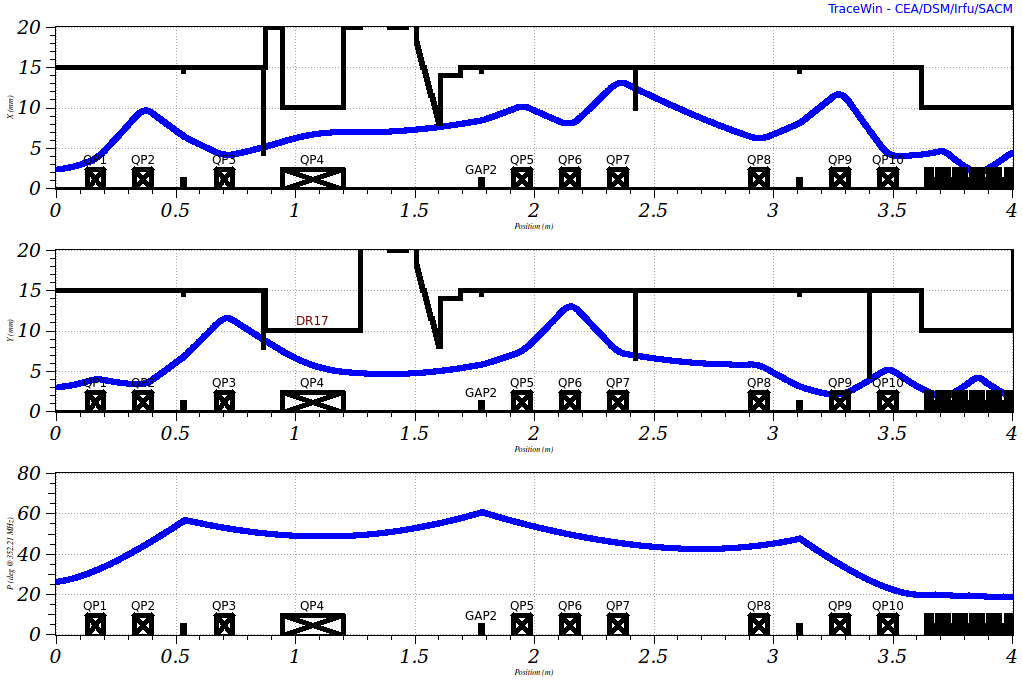 TraceWin - CEA/DSM/Irfu/SACM
20
15
10
5
0
X (mm)
QP1 QP2 QP3 QP4 GAP2 QP5 QP6 QP7 QP8 QP9 QP10
0 0.5 1 1.5 2 2.5 3 3.5 4
Position (m)
20
15
10
5
0
Y (mm)
DR17
QP1 QP2 QP3 QP4 GAP2 QP5 QP6 QP7 QP8 QP9 QP10
0 0.5 1 1.5 2 2.5 3 3.5 4
Position (m)
80
60
40
20
0
P (deg @ 352.21 MHz)
QP1 QP2 QP3 QP4 GAP2 QP5 QP6 QP7 QP8 QP9 QP10
0 0.5 1 1.5 2 2.5 3 3.5 4
Position (m)